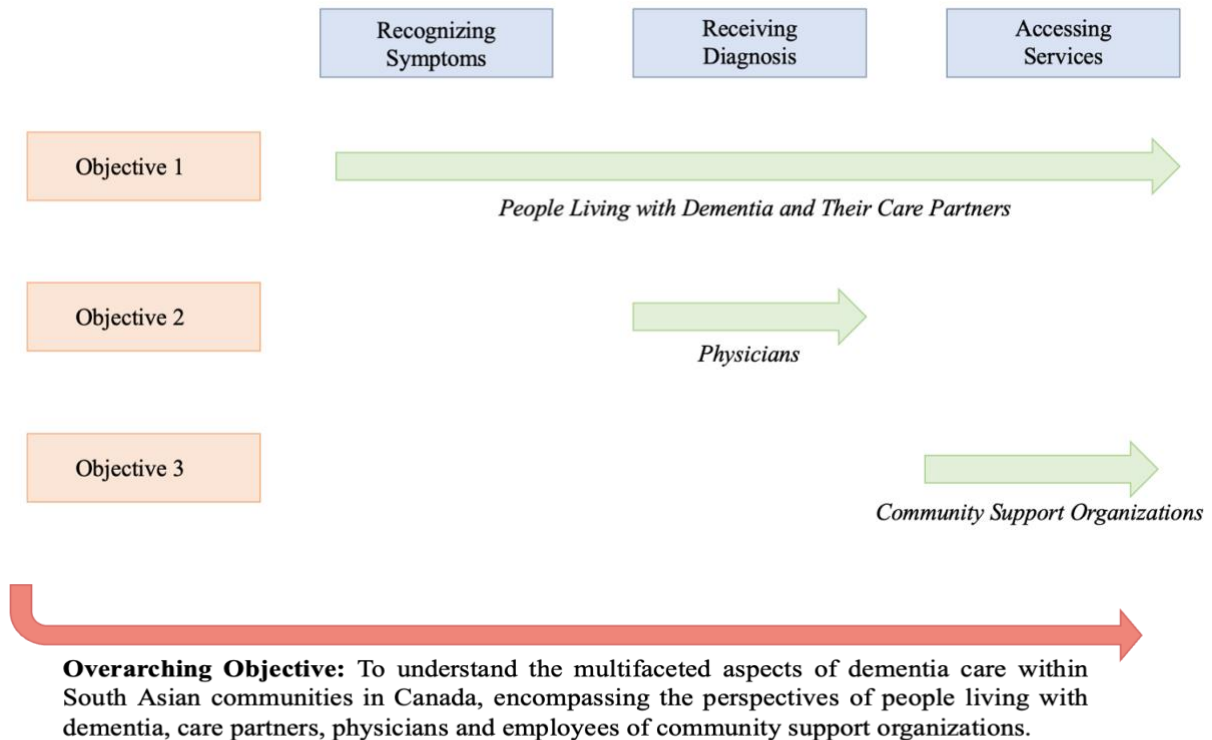 Recognizing
Symptoms
Receiving
Diagnosis
Accessing
Services
Objective 1
People Living with Dementia and Their Care Partners
Objective 2
Physicians
Objective 3
Community Support Organizations
Overarching Objective: To understand the multifaceted aspects of dementia care within
South Asian communities in Canada, encompassing the perspectives of people living with
dementia, care partners, physicians and employees of community support organizations.